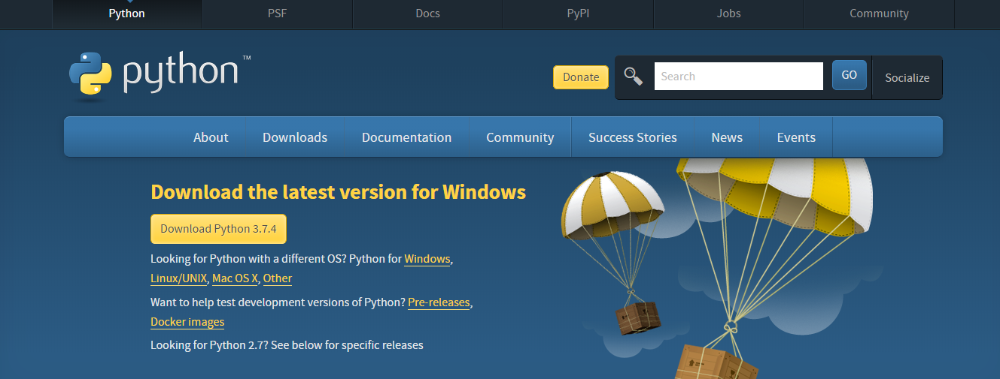 Python PSF Docs PyPI Jobs Community
python™
Donate Search GO Socialize
About Downloads Documentation Community Success Stories News Events
Download the latest version for Windows
Download Python 3.7.4
Looking for Python with a different OS? Python for Windows,
Linux/UNIX, Mac OS X, Other
Want to help test development versions of Python? Pre-releases,
Docker images
Looking for Python 2.7? See below for specific releases